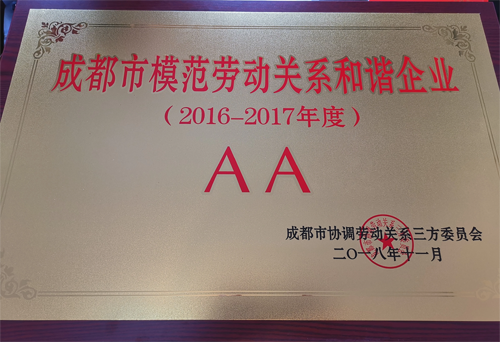 成都市模范劳动关系和谐企业
（2016-2017年度）
AA
成都市协调劳动关系三方委员会
二〇一八年十一月